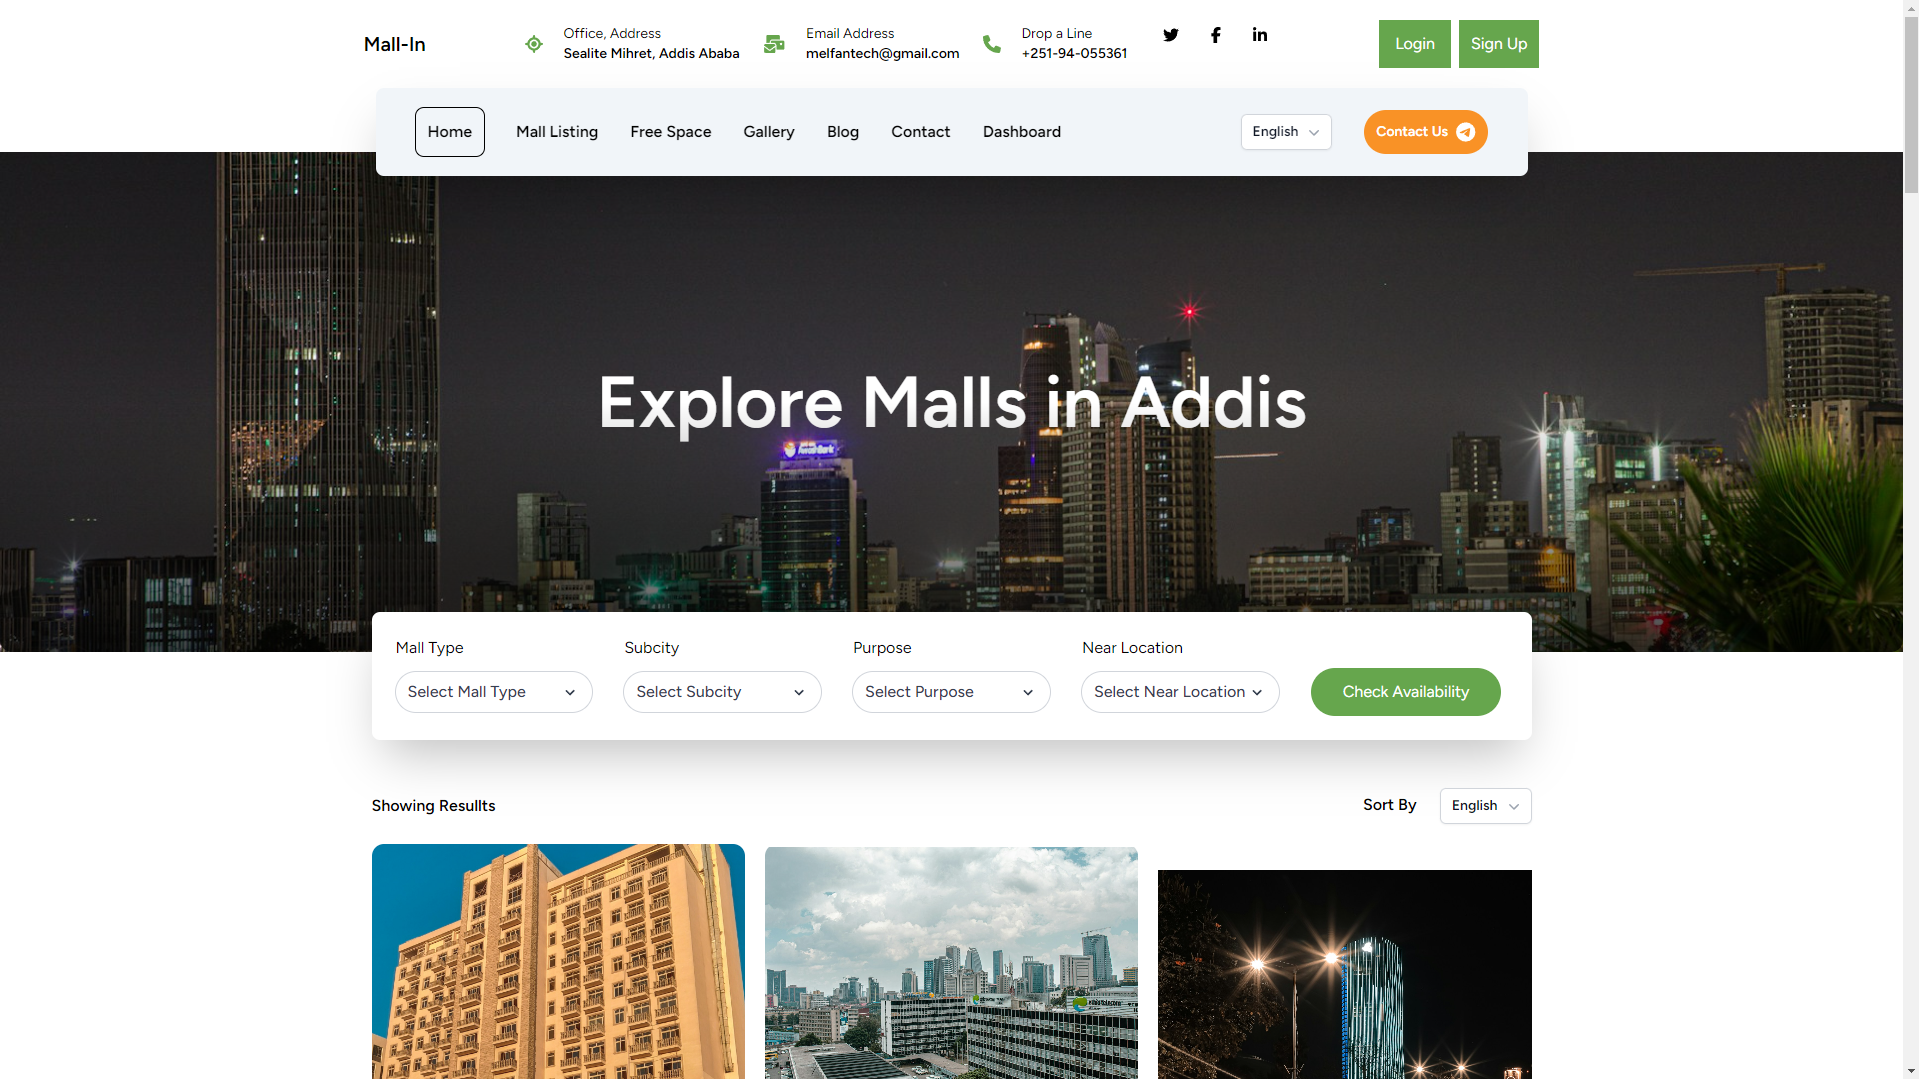 Mall-In
Office, Address
Sealite Mihret, Addis Ababa
Email Address
melfantech@gmail.com
Drop a Line
+251-94-055361
Login
Sign Up
Home
Mall Listing
Free Space
Gallery
Blog
Contact
Dashboard
English
Contact Us
Explore Malls in Addis
AwashBank
Mall Type
Subcity
Purpose
Near Location
Select Mall Type
Select Subcity
Select Purpose
Select Near Location
Check Availability
Showing Resullts
Sort By
English